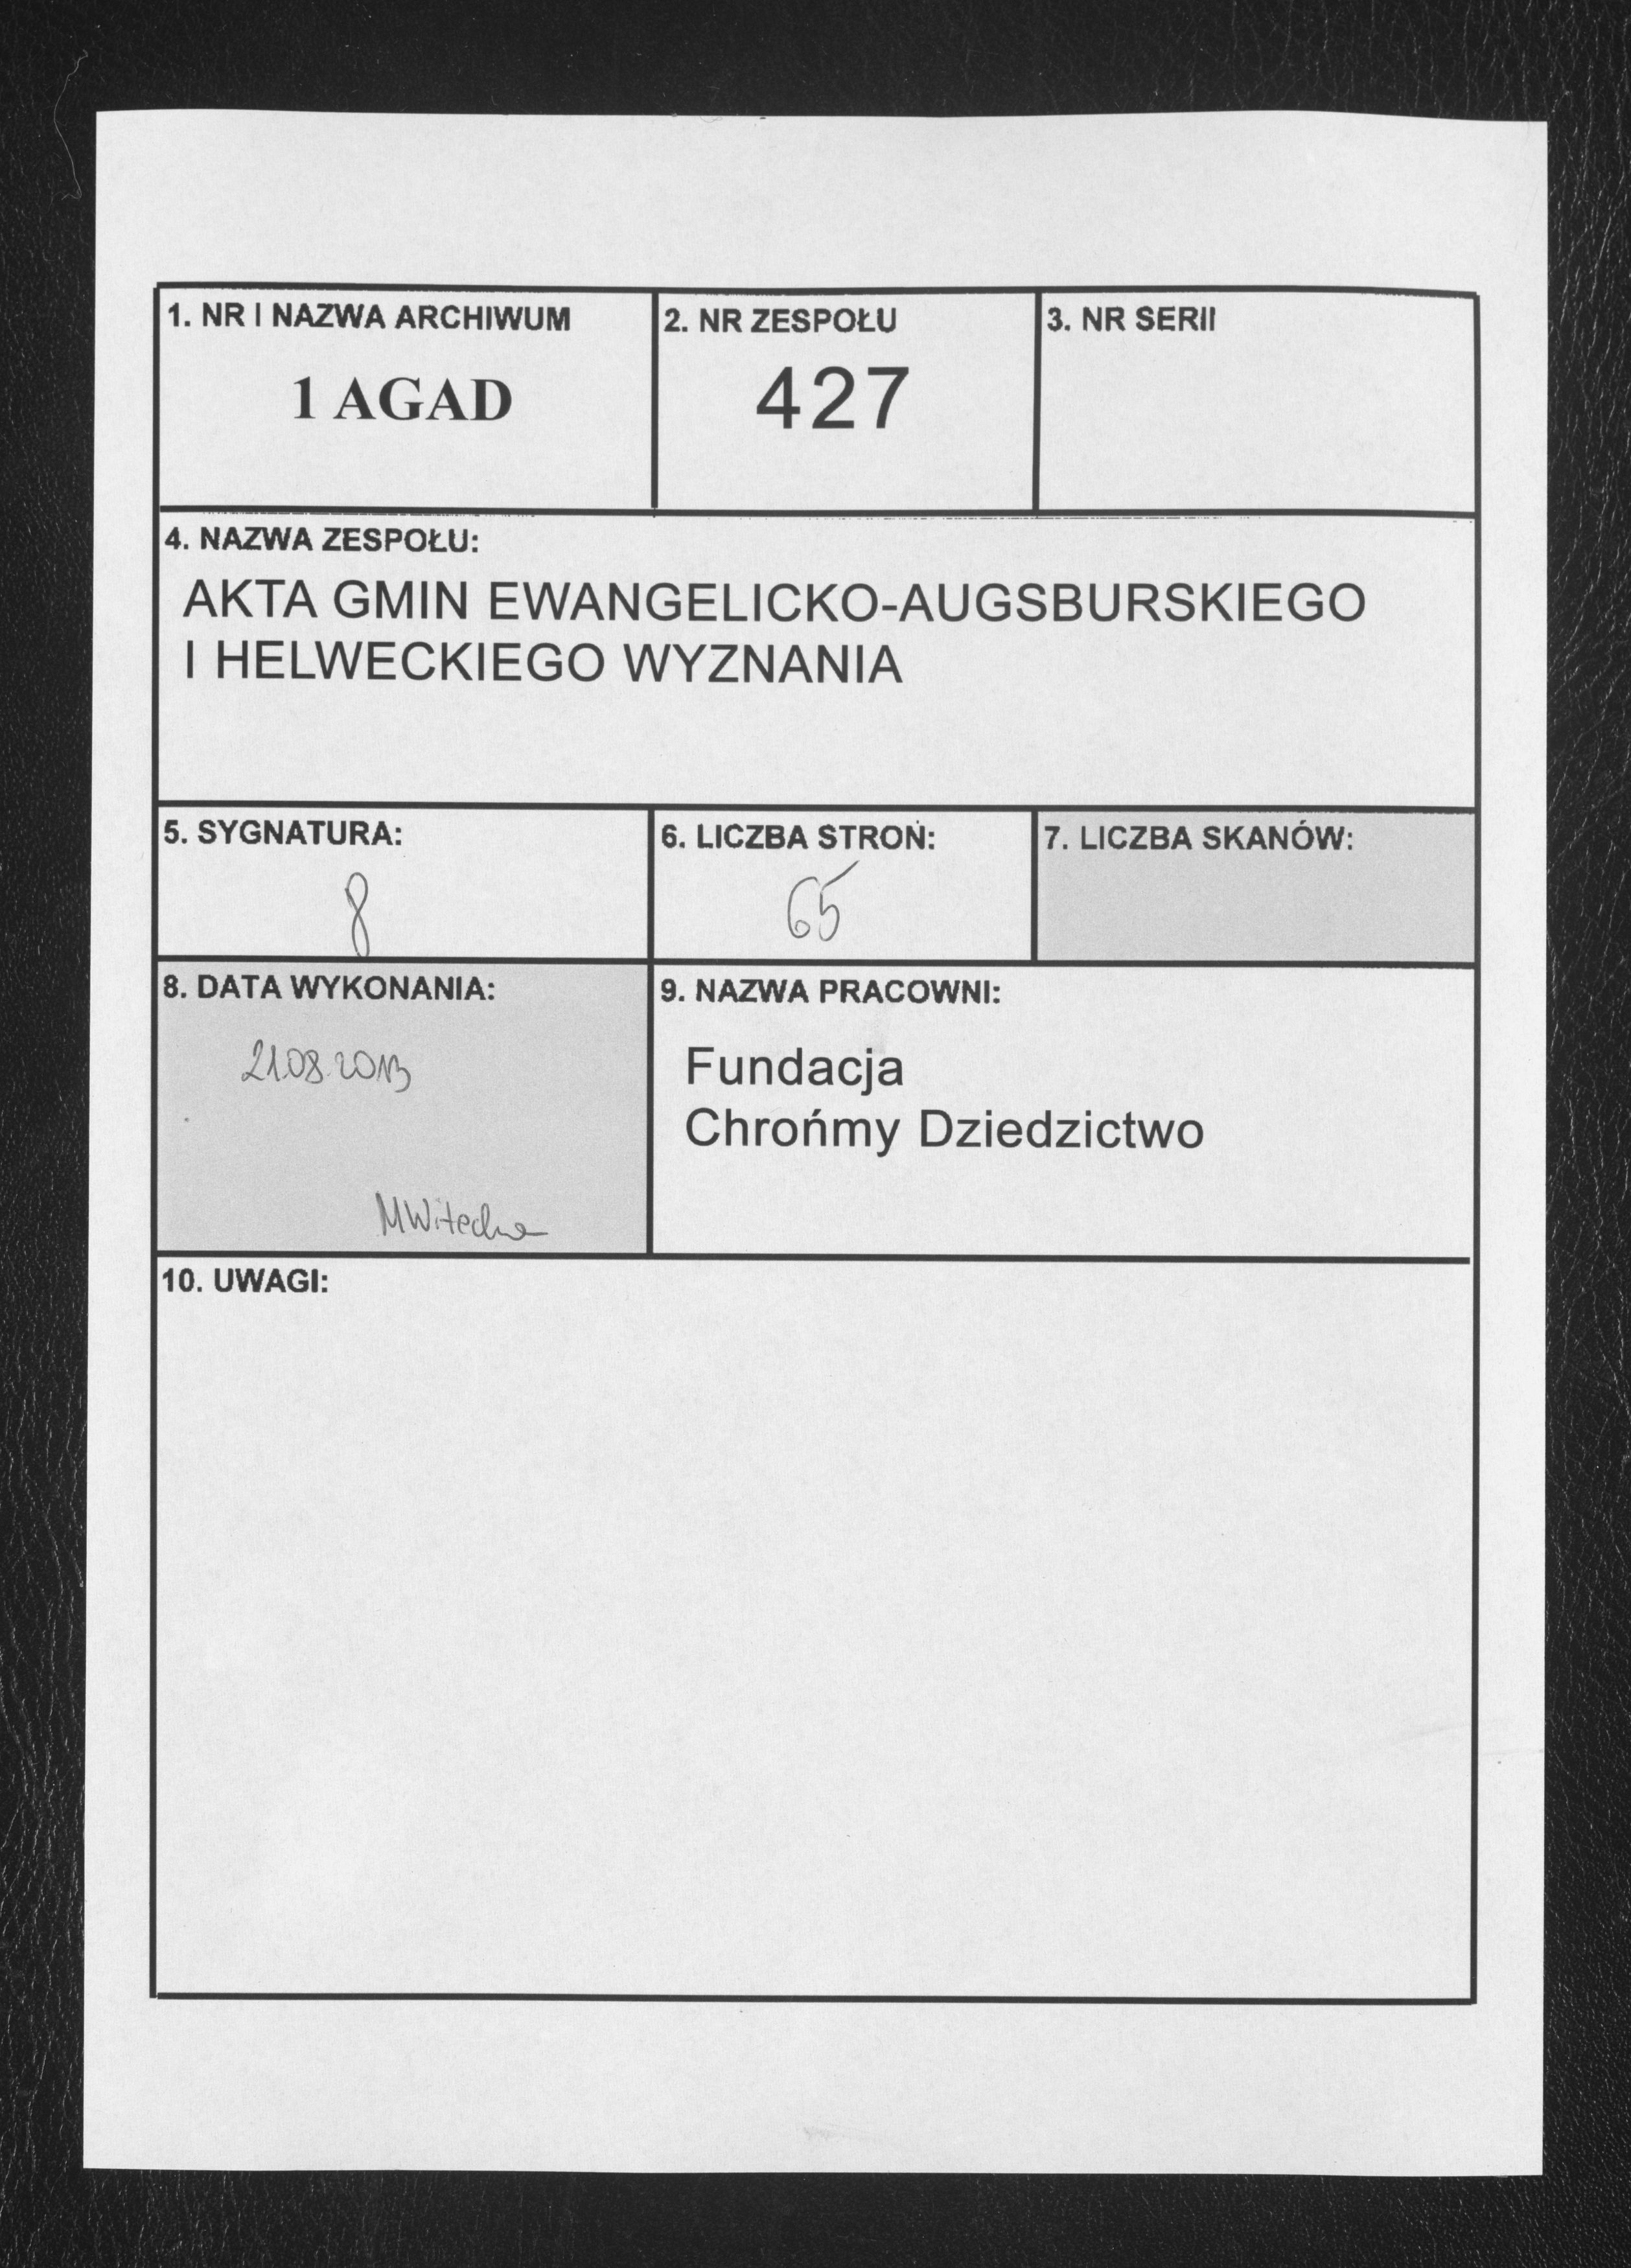 1. NR I NAZWA ARCHIWUM
1 AGAD
2. NR ZESPOŁU
427
3. NR SERII
4. NAZWA ZESPOŁU:
AKTA GMIN EWANGELICKO-AUGSBURSKIEGO
I HELWECKIEGO WYZNANIA
5. SYGNATURA:
8
6. LICZBA STRON:
65
7. LICZBA SKANÓW:
8. DATA WYKONANIA:
21.08.2013
9. NAZWA PRACOWNI:
Fundacja
Chrońmy Dziedzictwo
10. UWAGI: